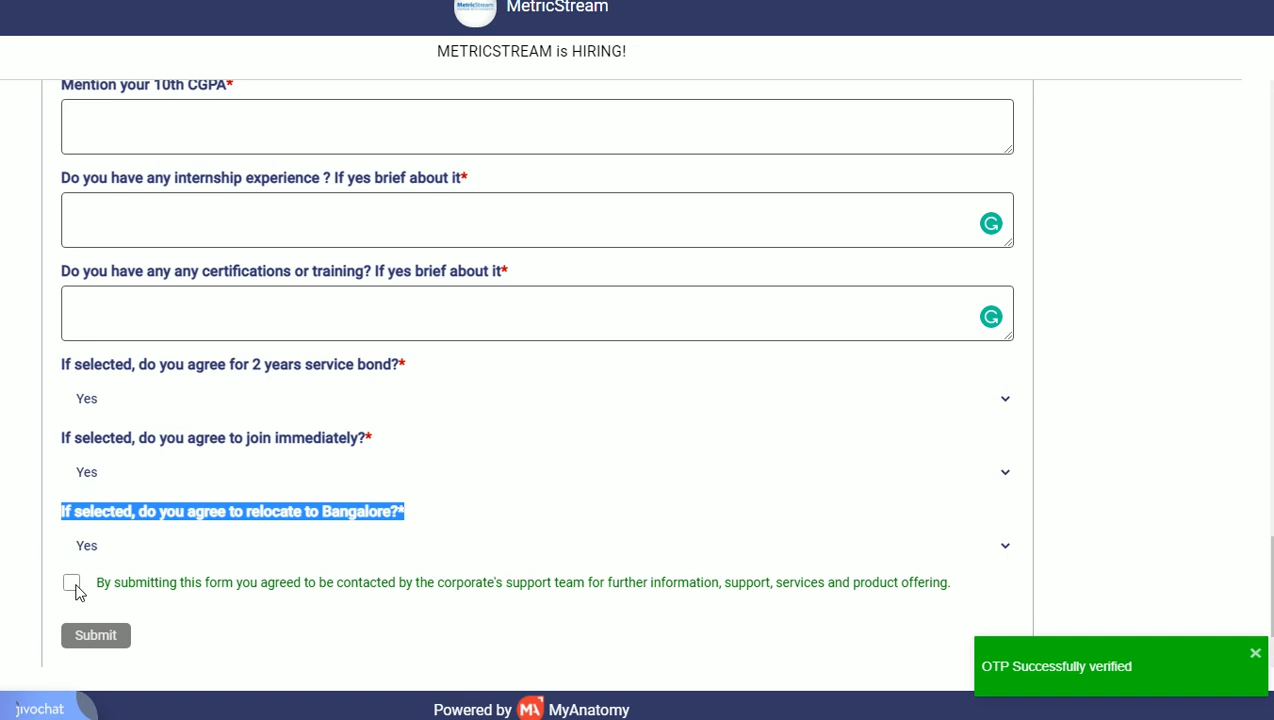 MetricStream
MetricStream
METRICSTREAM is HIRING!
Mention your 10th CGPA*
Do you have any internship experience ? If yes brief about it*
Do you have any any certifications or training? If yes brief about it*
If selected, do you agree for 2 years service bond?*
Yes
If selected, do you agree to join immediately?*
Yes
If selected, do you agree to relocate to Bangalore?*
Yes
By submitting this form you agreed to be contacted by the corporate's support team for further information, support, services and product offering.
Submit
OTP Successfully verified
jivochat
Powered by MA MyAnatomy